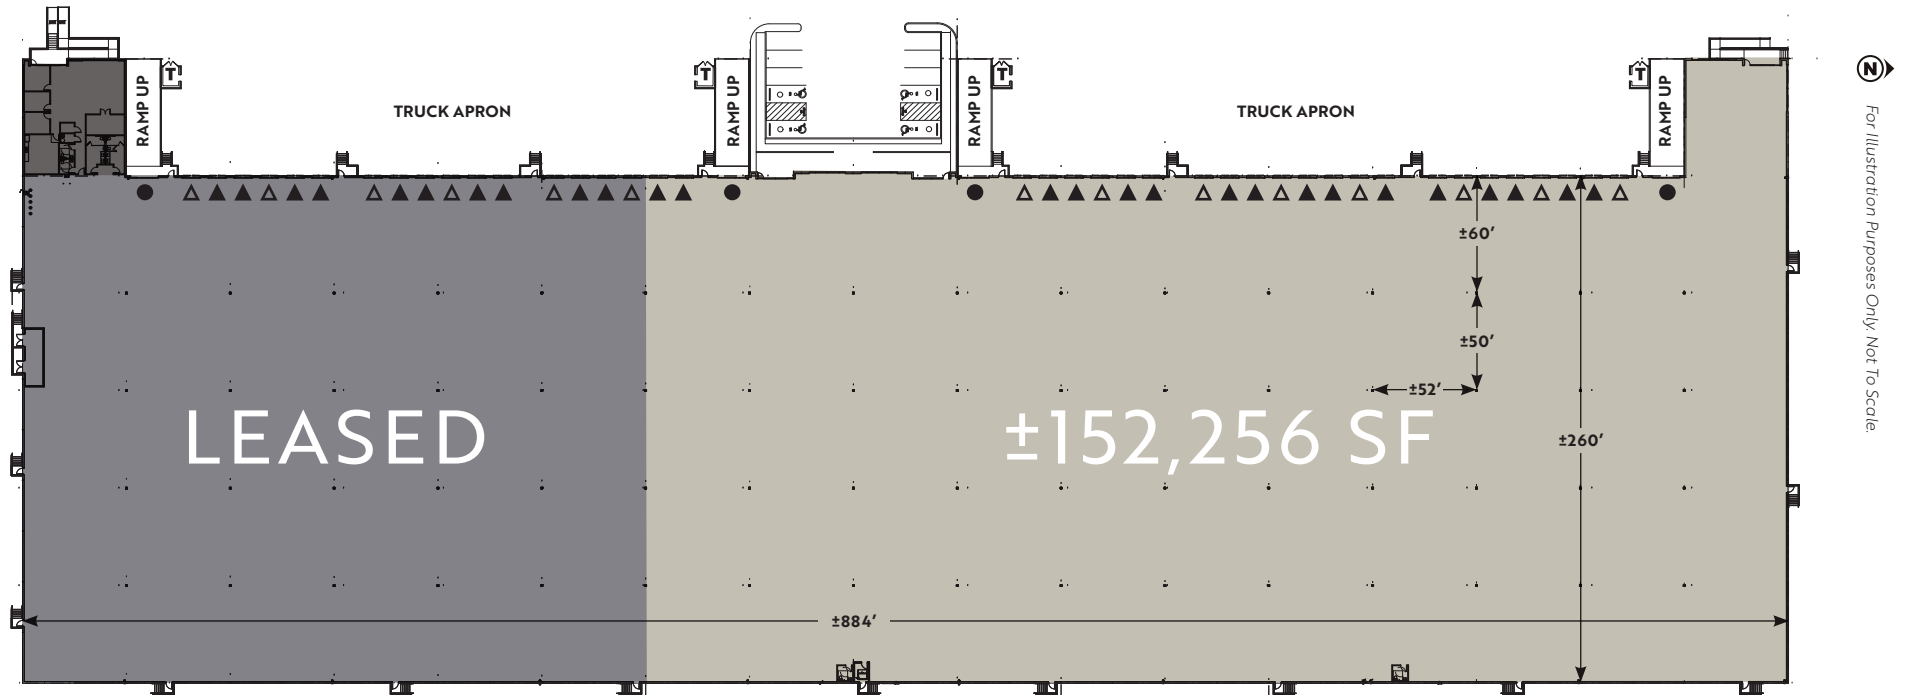 T
T
T
T
RAMP UP
TRUCK APRON
RAMP UP
RAMP UP
TRUCK APRON
RAMP UP
N
For Illustration Purposes Only. Not To Scale.
±60’
±50’
±52’
LEASED
±152,256 SF
±260’
±884’